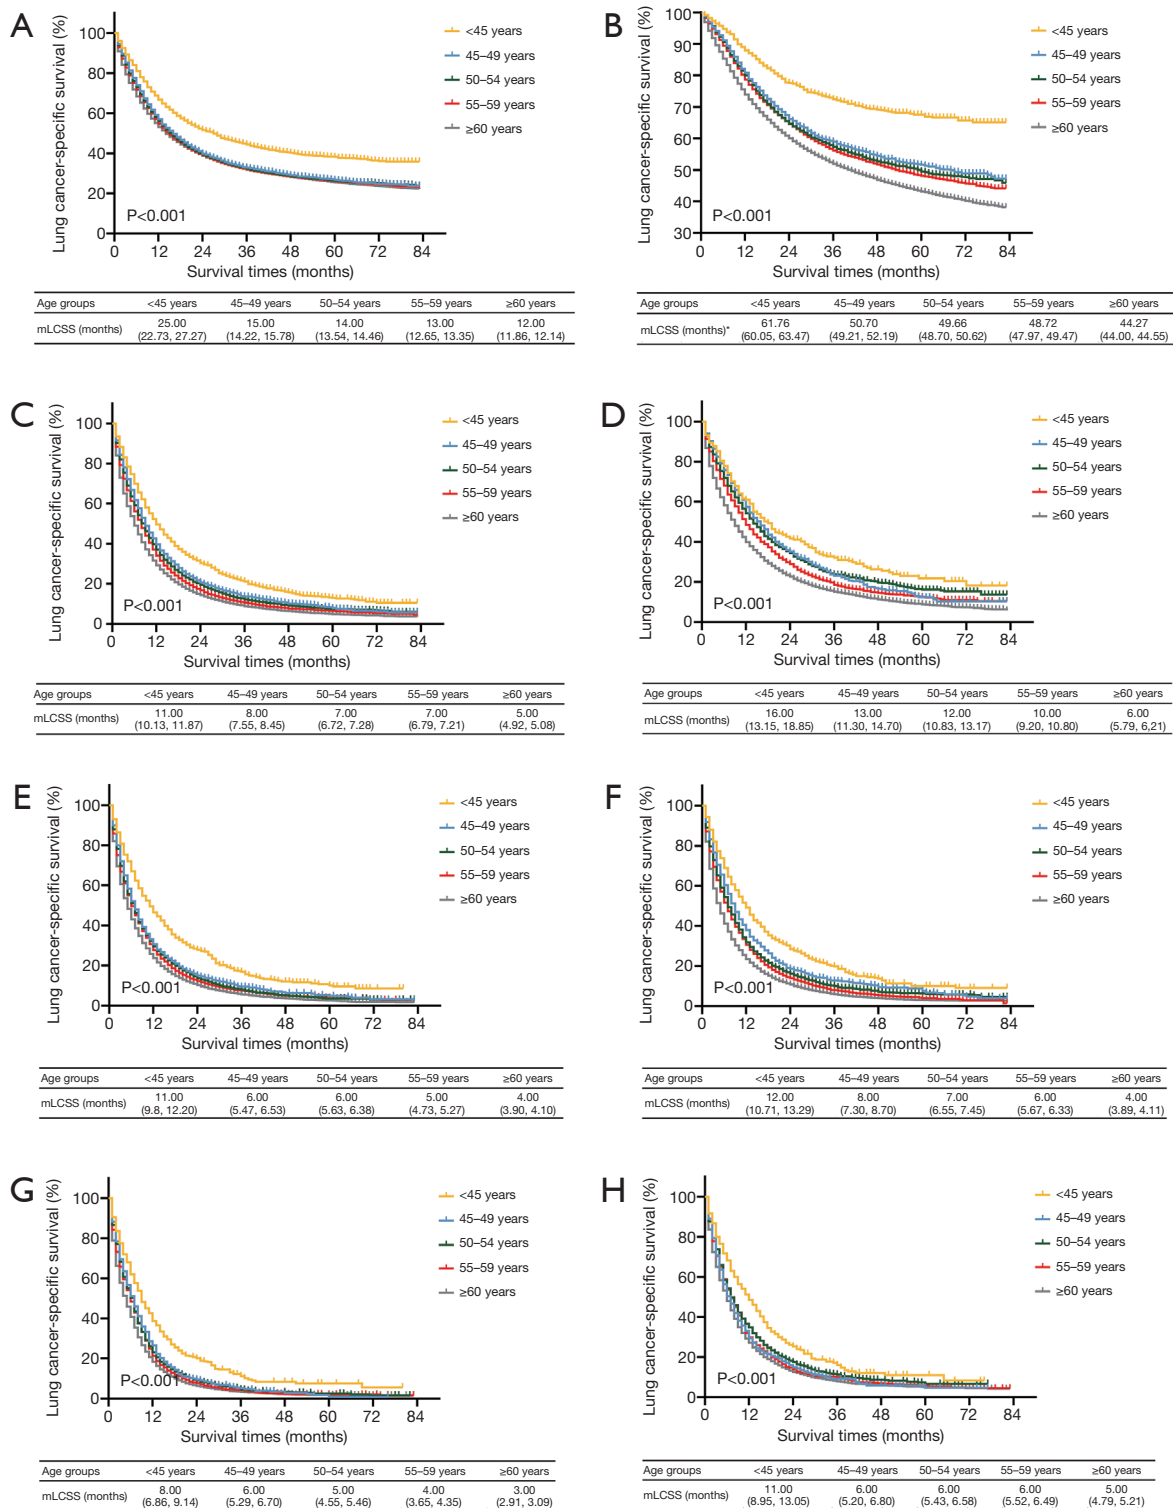 A
Lung cancer-specific survival (%)
100
80
60
40
20
0
<45 years
45–49 years
50–54 years
55–59 years
≥60 years
P<0.001
0 12 24 36 48 60 72 84
Survival times (months)
Age groups <45 years 45–49 years 50–54 years 55–59 years ≥60 years
mLCSS (months) 25.00 15.00 14.00 13.00 12.00
(22.73, 27.27) (14.22, 15.78) (13.54, 14.46) (12.65, 13.35) (11.86, 12.14)
B
Lung cancer-specific survival (%)
100
90
80
70
60
50
40
30
<45 years
45–49 years
50–54 years
55–59 years
≥60 years
P<0.001
0 12 24 36 48 60 72 84
Survival times (months)
Age groups <45 years 45–49 years 50–54 years 55–59 years ≥60 years
mLCSS (months)* 61.76 50.70 49.66 48.72 44.27
(60.05, 63.47) (49.21, 52.19) (48.70, 50.62) (47.97, 49.47) (44.00, 44.55)
C
Lung cancer-specific survival (%)
100
80
60
40
20
0
<45 years
45–49 years
50–54 years
55–59 years
≥60 years
P<0.001
0 12 24 36 48 60 72 84
Survival times (months)
Age groups <45 years 45–49 years 50–54 years 55–59 years ≥60 years
mLCSS (months) 11.00 8.00 7.00 7.00 5.00
(10.13, 11.87) (7.55, 8.45) (6.72, 7.28) (6.79, 7.21) (4.92, 5.08)
D
Lung cancer-specific survival (%)
100
80
60
40
20
0
<45 years
45–49 years
50–54 years
55–59 years
≥60 years
P<0.001
0 12 24 36 48 60 72 84
Survival times (months)
Age groups <45 years 45–49 years 50–54 years 55–59 years ≥60 years
mLCSS (months) 16.00 13.00 12.00 10.00 6.00
(13.15, 18.85) (11.30, 14.70) (10.83, 13.17) (9.20, 10.80) (5.79, 6,21)
E
Lung cancer-specific survival (%)
100
80
60
40
20
0
<45 years
45–49 years
50–54 years
55–59 years
≥60 years
P<0.001
0 12 24 36 48 60 72 84
Survival times (months)
Age groups <45 years 45–49 years 50–54 years 55–59 years ≥60 years
mLCSS (months) 11.00 6.00 6.00 5.00 4.00
(9.8, 12.20) (5.47, 6.53) (5.63, 6.38) (4.73, 5.27) (3.90, 4.10)
F
Lung cancer-specific survival (%)
100
80
60
40
20
0
<45 years
45–49 years
50–54 years
55–59 years
≥60 years
P<0.001
0 12 24 36 48 60 72 84
Survival times (months)
Age groups <45 years 45–49 years 50–54 years 55–59 years ≥60 years
mLCSS (months) 12.00 8.00 7.00 6.00 4.00
(10.71, 13.29) (7.30, 8.70) (6.55, 7.45) (5.67, 6.33) (3.89, 4.11)
G
Lung cancer-specific survival (%)
100
80
60
40
20
0
<45 years
45–49 years
50–54 years
55–59 years
≥60 years
P<0.001
0 12 24 36 48 60 72 84
Survival times (months)
Age groups <45 years 45–49 years 50–54 years 55–59 years ≥60 years
mLCSS (months) 8.00 6.00 5.00 4.00 3.00
(6.86, 9.14) (5.29, 6.70) (4.55, 5.46) (3.65, 4.35) (2.91, 3.09)
H
Lung cancer-specific survival (%)
100
80
60
40
20
0
<45 years
45–49 years
50–54 years
55–59 years
≥60 years
P<0.001
0 12 24 36 48 60 72 84
Survival times (months)
Age groups <45 years 45–49 years 50–54 years 55–59 years ≥60 years
mLCSS (months) 11.00 6.00 6.00 6.00 5.00
(8.95, 13.05) (5.20, 6.80) (5.43, 6.58) (5.52, 6.49) (4.79, 5.21)